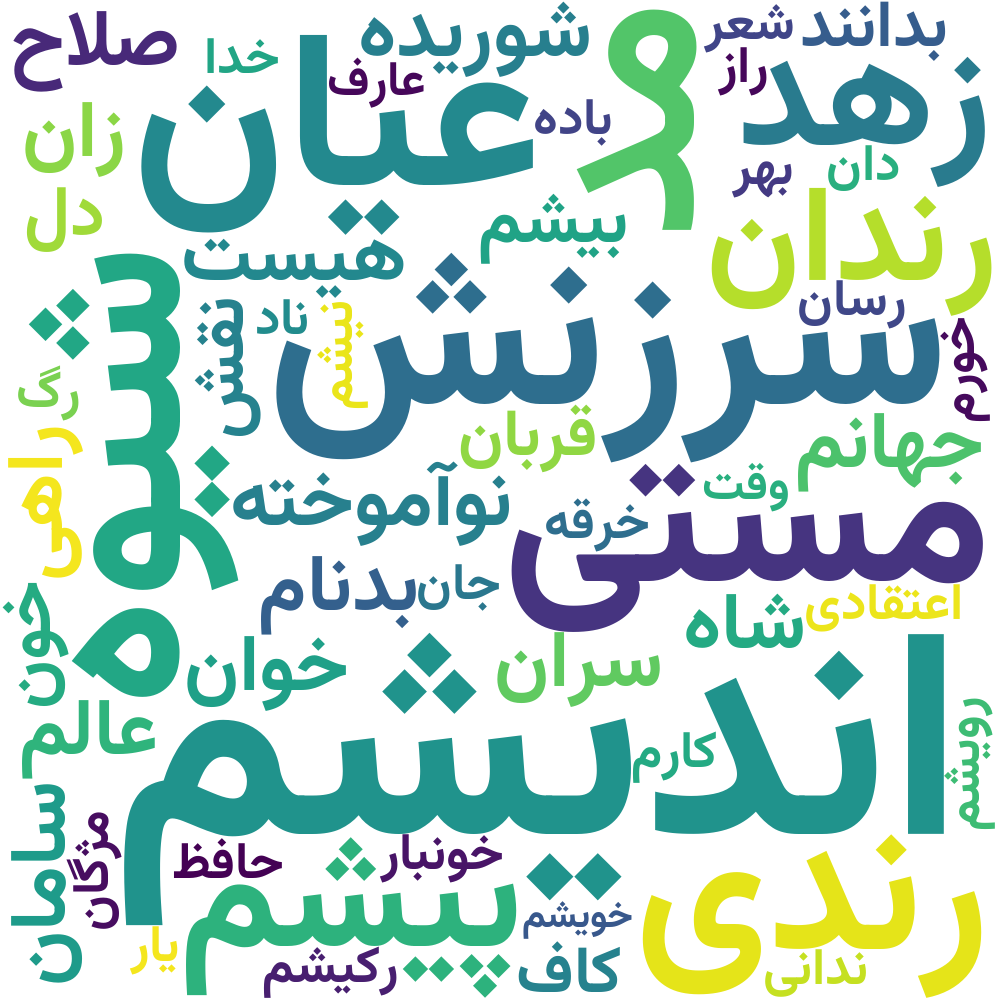 صلاح
خدا
شوریده
عارف
مد
شعر
بدانند
راز
زهد
زان
عیان
باده
بهر
دان
دل
بیشم
رندان
هیست
شیوه
نقش
ناد
نیشم
سرزنش
رسان
خورم
رگ
راهی
قربان
جهانم
نوآموخته
خرقه
وقت
مستی
بدنام
جان
اعتقادی
خون
خوان
سران
شاه
عالم
اندیشم
کارم
رویشم
سامان
مژگان
حافظ
خونبار
پیشم
خویشم
رندی
یار
رکیشم
کاف
ندانی